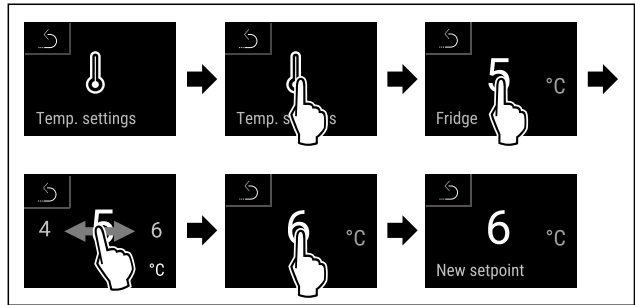 Temp. settings
Temp. s s
5 °C
Fridge
4 5 6
°C
6 °C
6 °C
New setpoint